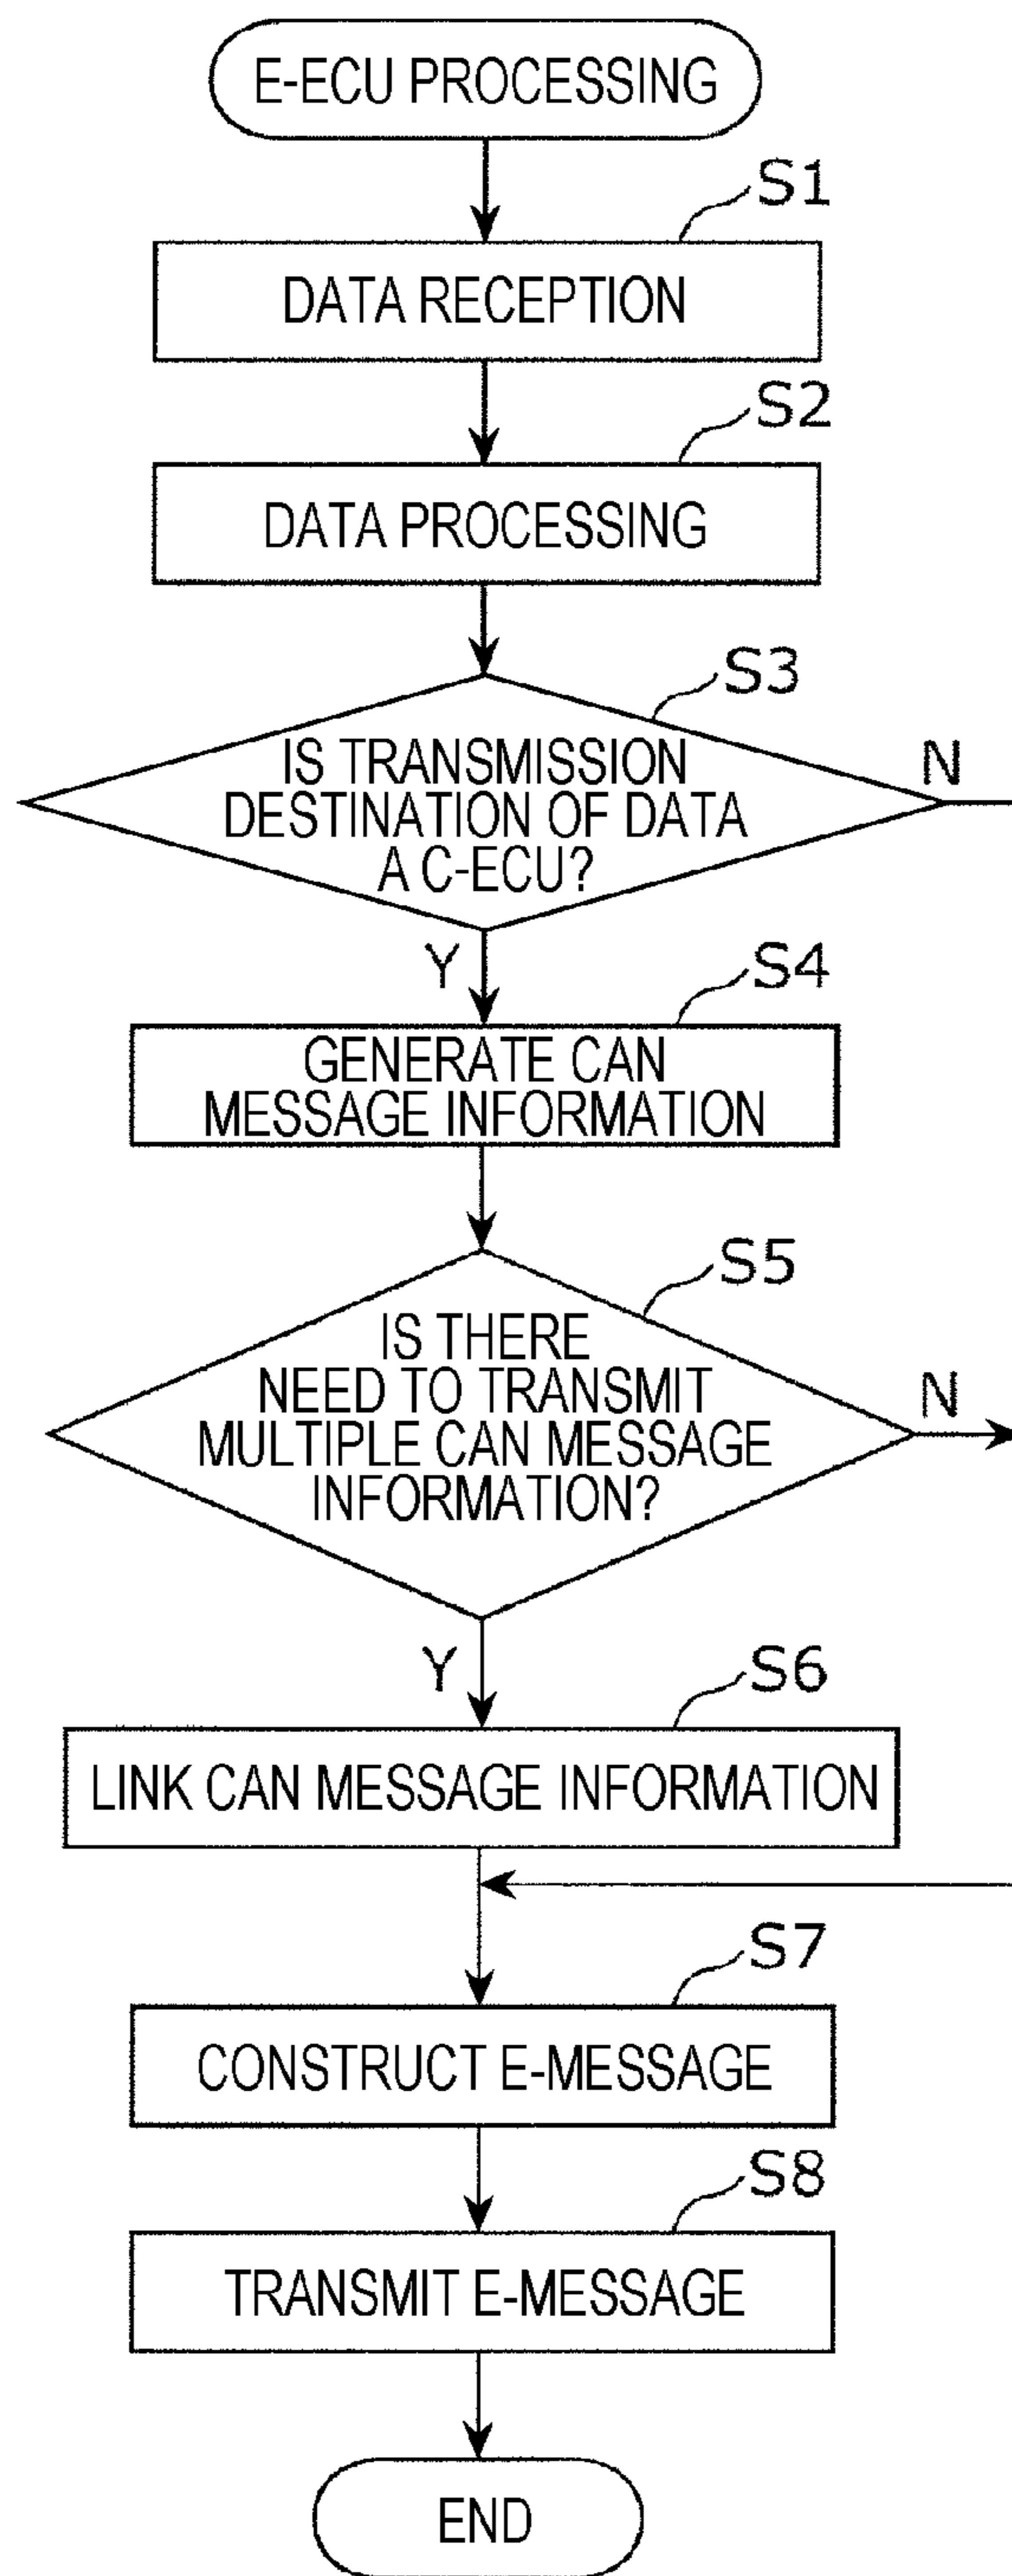 E-ECU PROCESSING
S1
DATA RECEPTION
S2
DATA PROCESSING
S3
IS TRANSMISSION
DESTINATION OF DATA
A C-ECU?
N
Y
S4
GENERATE CAN
MESSAGE INFORMATION
S5
IS THERE
NEED TO TRANSMIT
MULTIPLE CAN MESSAGE
INFORMATION?
N
Y
S6
LINK CAN MESSAGE INFORMATION
S7
CONSTRUCT E-MESSAGE
S8
TRANSMIT E-MESSAGE
END